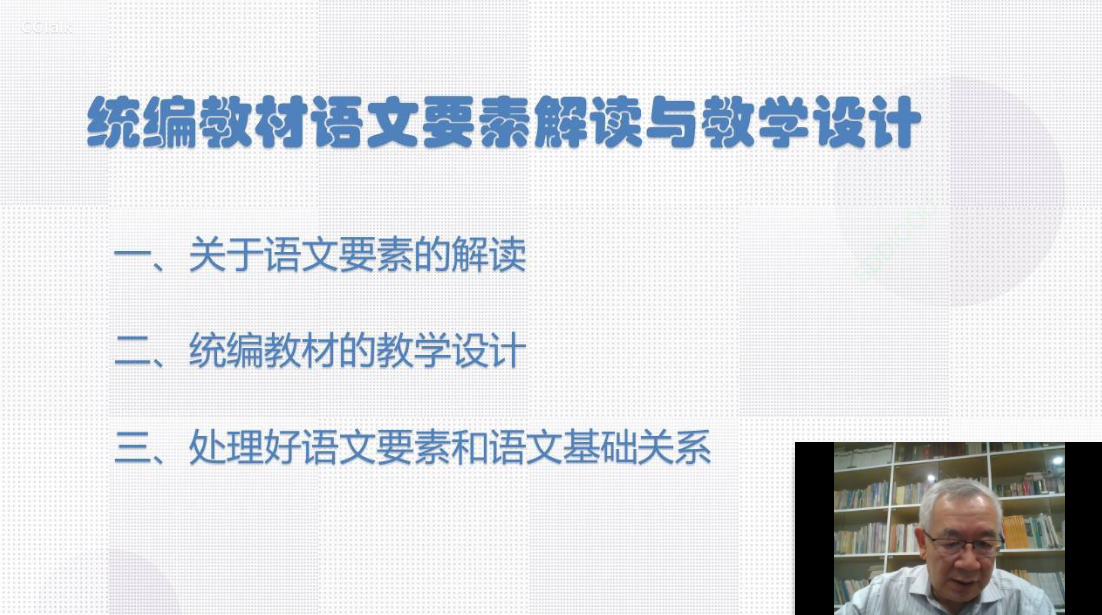 CCtalk
统编教材语文要素解读与教学设计
一、关于语文要素的解读
二、统编教材的教学设计
三、处理好语文要素和语文基础关系